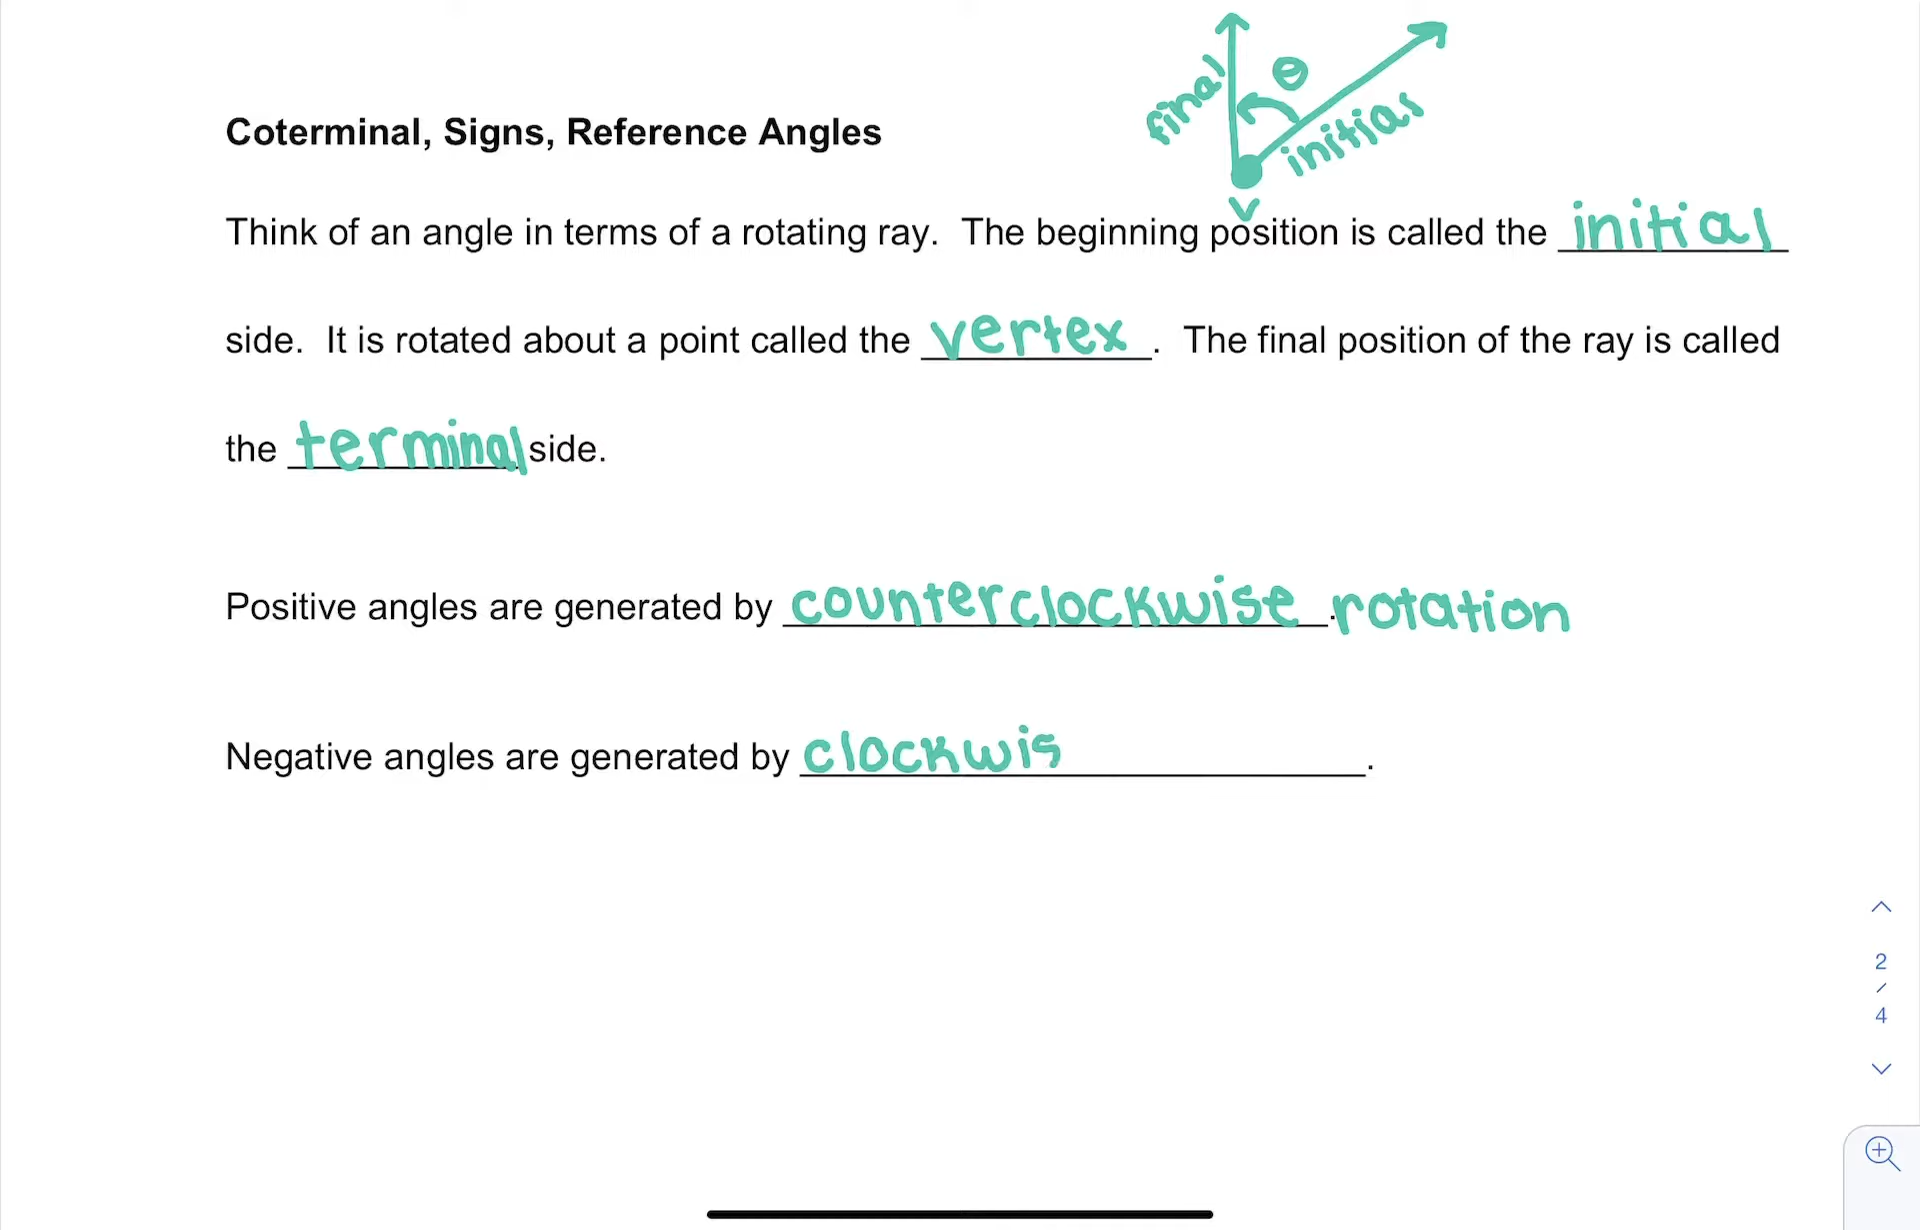 final θ initial
v
Coterminal, Signs, Reference Angles
Think of an angle in terms of a rotating ray. The beginning position is called the initial
side. It is rotated about a point called the vertex. The final position of the ray is called
the terminal side.
Positive angles are generated by counterclockwise. rotation
Negative angles are generated by clockwis.
2
/
4